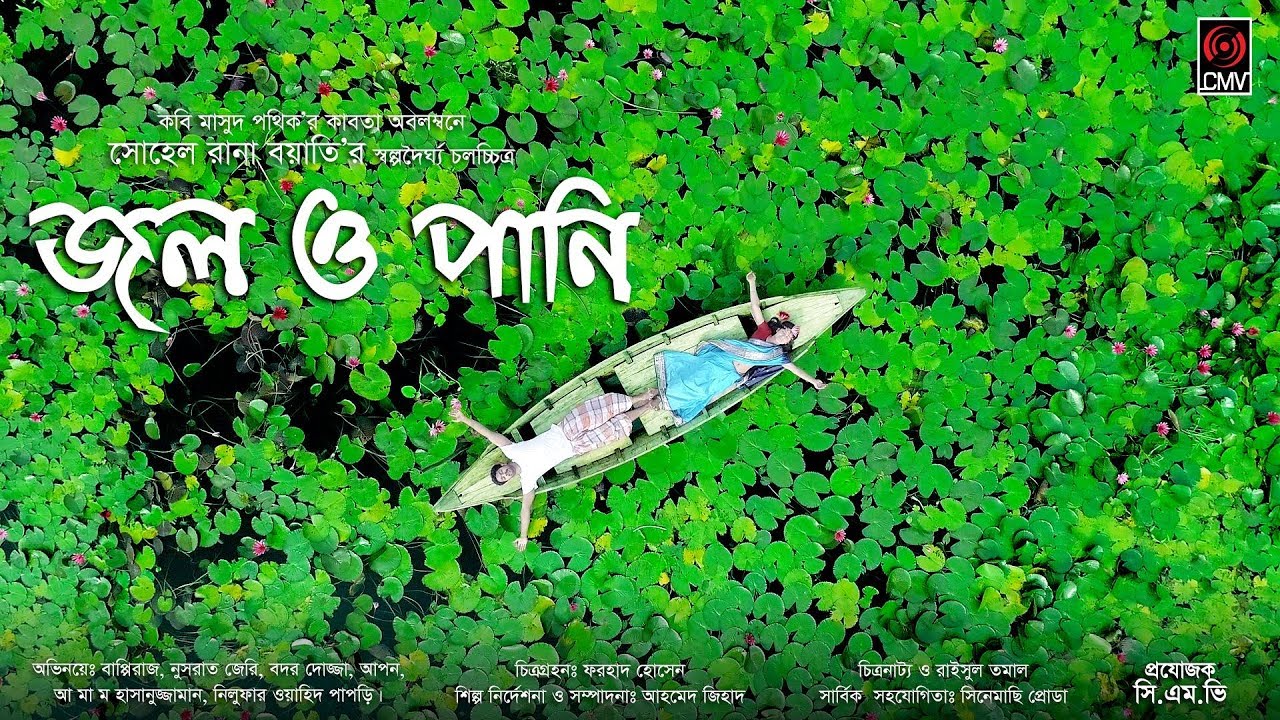 কবি মাসুদ পথিক'র কাবতা অবলম্বনে
সোহেল রানা বয়াতি'র স্বল্পদৈর্ঘ্য চলচ্চিত্র
জল ও পানি
CMV
অভিনয়েঃ বাপ্পিরাজ, নুসরাত জেরি, বদর দোজ্জা, আপন,
আ মা ম হাসানুজ্জামান, নিলুফার ওয়াহিদ পাপড়ি।
চিত্রগ্রহনঃ ফরহাদ হোসেন
শিল্প নির্দেশনা ও সম্পাদনাঃ আহমেদ জিহাদ
চিত্রনাট্য ও রাইসুল তমাল
সার্বিক সহযোগিতাঃ সিনেমাছি প্রোডা
প্রযোজক
সি.এম.ভি